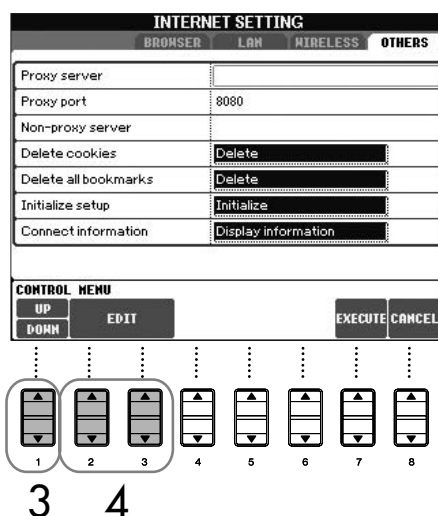 INTERNET SETTING
BROWSER LAN WIRELESS OTHERS
Proxy server
Proxy port 8080
Non-proxy server
Delete cookies Delete
Delete all bookmarks Delete
Initialize setup Initialize
Connect information Display information
CONTROL MENU
UP
DOWN
EDIT
EXECUTE
CANCEL
1 2 3 4 5 6 7 8
3 4